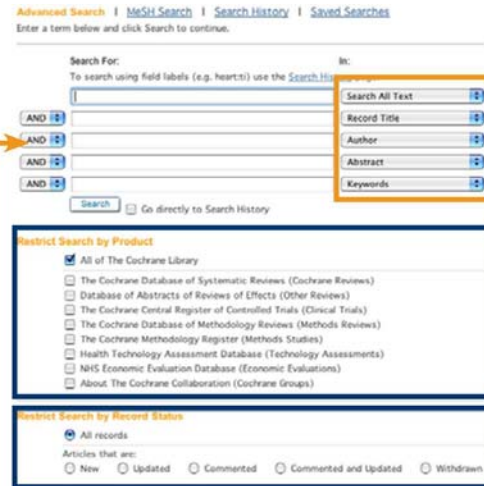 Advanced Search | MeSH Search | Search History | Saved Searches
Enter a term below and click Search to continue.
Search For: In:
To search using field labels (e.g. heart:ti) use the Search
Search All Text
AND Record Title
AND Author
AND Abstract
AND Keywords
Search Go directly to Search History
Restrict Search by Product
All of The Cochrane Library
The Cochrane Database of Systematic Reviews (Cochrane Reviews)
Database of Abstracts of Reviews of Effects (Other Reviews)
The Cochrane Central Register of Controlled Trials (Clinical Trials)
The Cochrane Database of Methodology Reviews (Methods Reviews)
The Cochrane Methodology Register (Methods Studies)
Health Technology Assessment Database (Technology Assessments)
NHS Economic Evaluation Database (Economic Evaluations)
About The Cochrane Collaboration (Cochrane Groups)
Restrict Search by Record Status
All records
Articles that are:
New Updated Commented Commented and Updated Withdrawn